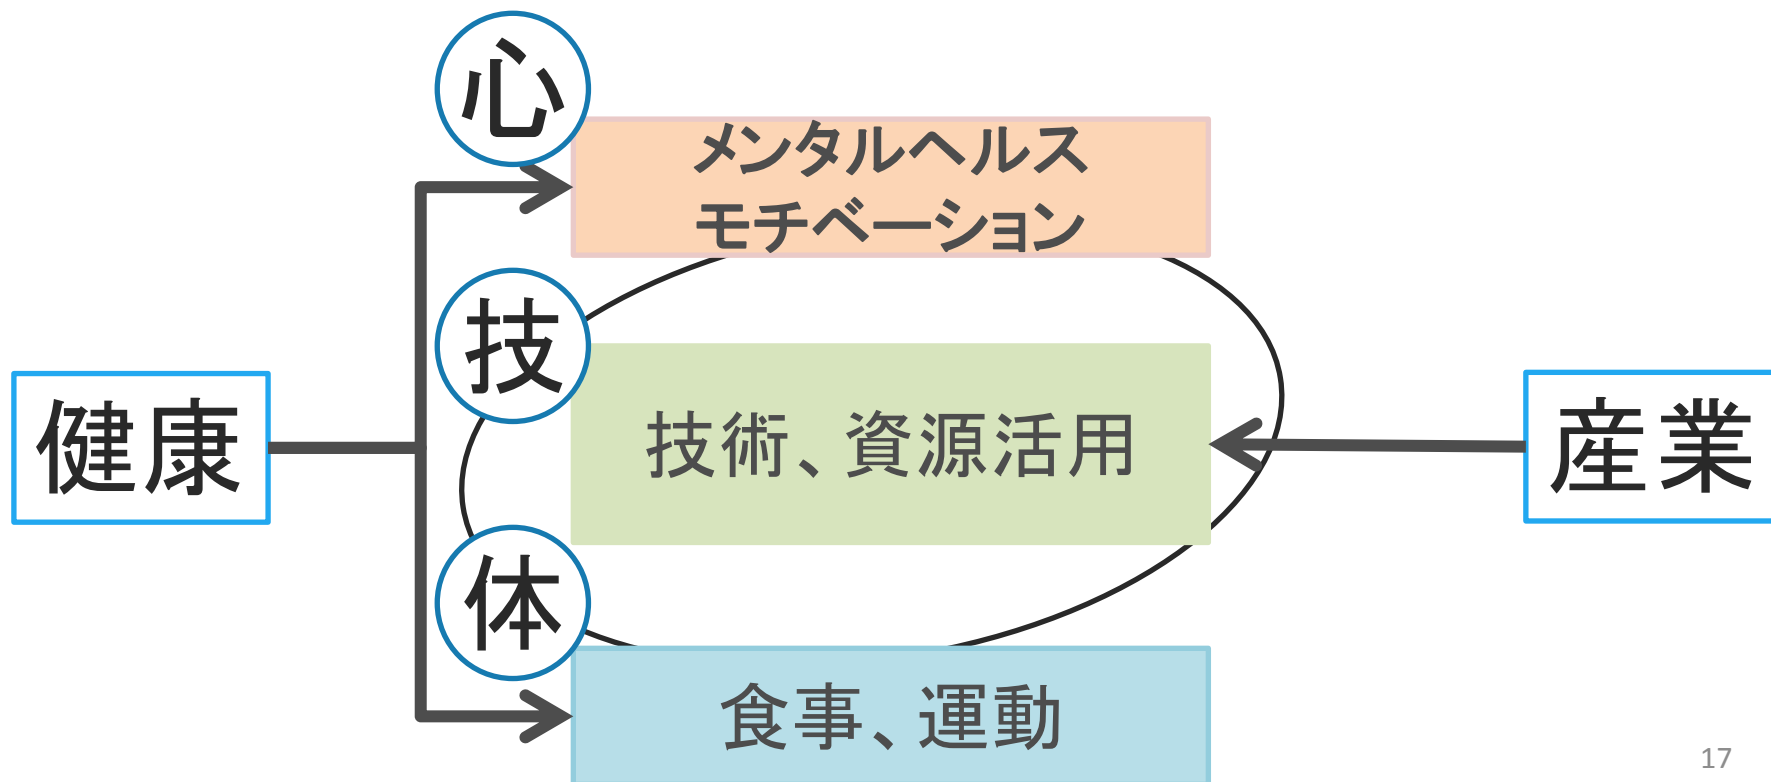 心
メンタルヘルス
モチベーション
技
技術、資源活用
健康
産業
体
食事、運動
17